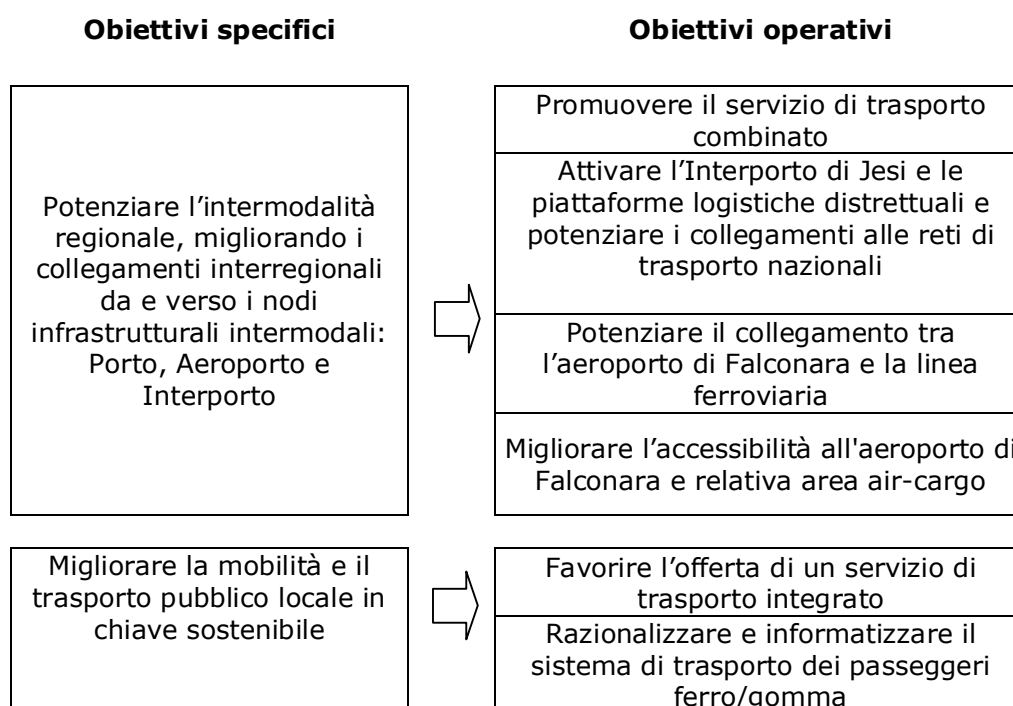 Obiettivi specifici
Obiettivi operativi
Potenziare l’intermodalità
regionale, migliorando i
collegamenti interregionali
da e verso i nodi
infrastrutturali intermodali:
Porto, Aeroporto e
Interporto
Promuovere il servizio di trasporto
combinato
Attivare l’Interporto di Jesi e le
piattaforme logistiche distrettuali e
potenziare i collegamenti alle reti di
trasporto nazionali
Potenziare il collegamento tra
l’aeroporto di Falconara e la linea
ferroviaria
Migliorare l’accessibilità all'aeroporto di
Falconara e relativa area air-cargo
Migliorare la mobilità e il
trasporto pubblico locale in
chiave sostenibile
Favorire l’offerta di un servizio di
trasporto integrato
Razionalizzare e informatizzare il
sistema di trasporto dei passeggeri
ferro/gomma